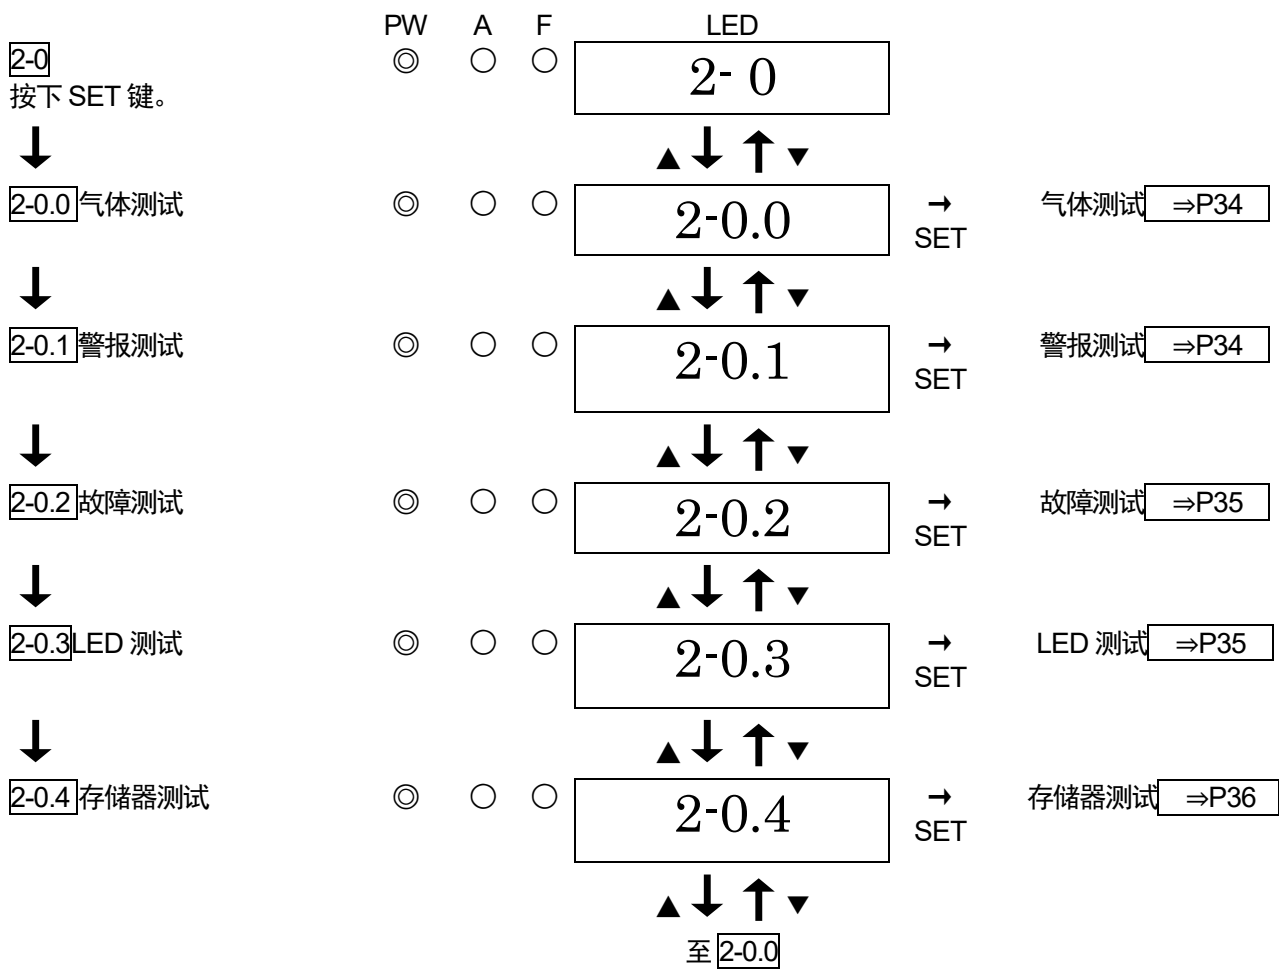 PW A F LED
2-0 ◎ ○ ○ 2- 0
按下 SET 键。
↓ ▲ ↓ ↑ ▼
2-0.0 气体测试 ◎ ○ ○ 2-0.0 → 气体测试 ⇒P34
SET
↓ ▲ ↓ ↑ ▼
2-0.1 警报测试 ◎ ○ ○ 2-0.1 → 警报测试 ⇒P34
SET
↓ ▲ ↓ ↑ ▼
2-0.2 故障测试 ◎ ○ ○ 2-0.2 → 故障测试 ⇒P35
SET
↓ ▲ ↓ ↑ ▼
2-0.3 LED 测试 ◎ ○ ○ 2-0.3 → LED 测试 ⇒P35
SET
↓ ▲ ↓ ↑ ▼
2-0.4 存储器测试 ◎ ○ ○ 2-0.4 → 存储器测试 ⇒P36
SET
▲ ↓ ↑ ▼
至 2-0.0